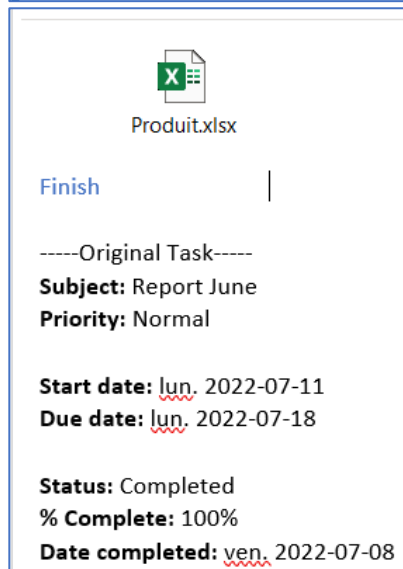 Produit.xlsx
Finish
-----Original Task-----
Subject: Report June
Priority: Normal
Start date: lun. 2022-07-11
Due date: lun. 2022-07-18
Status: Completed
% Complete: 100%
Date completed: ven. 2022-07-08